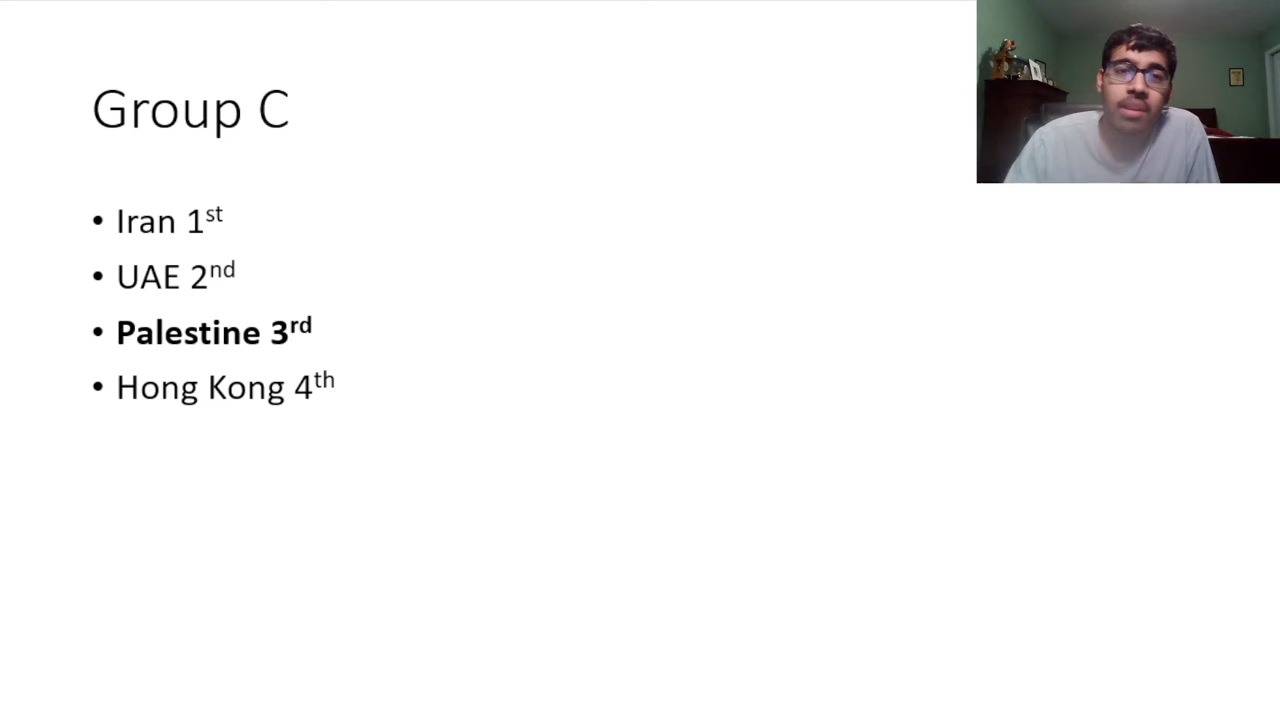 Group C
• Iran 1st
• UAE 2nd
• Palestine 3rd
• Hong Kong 4th